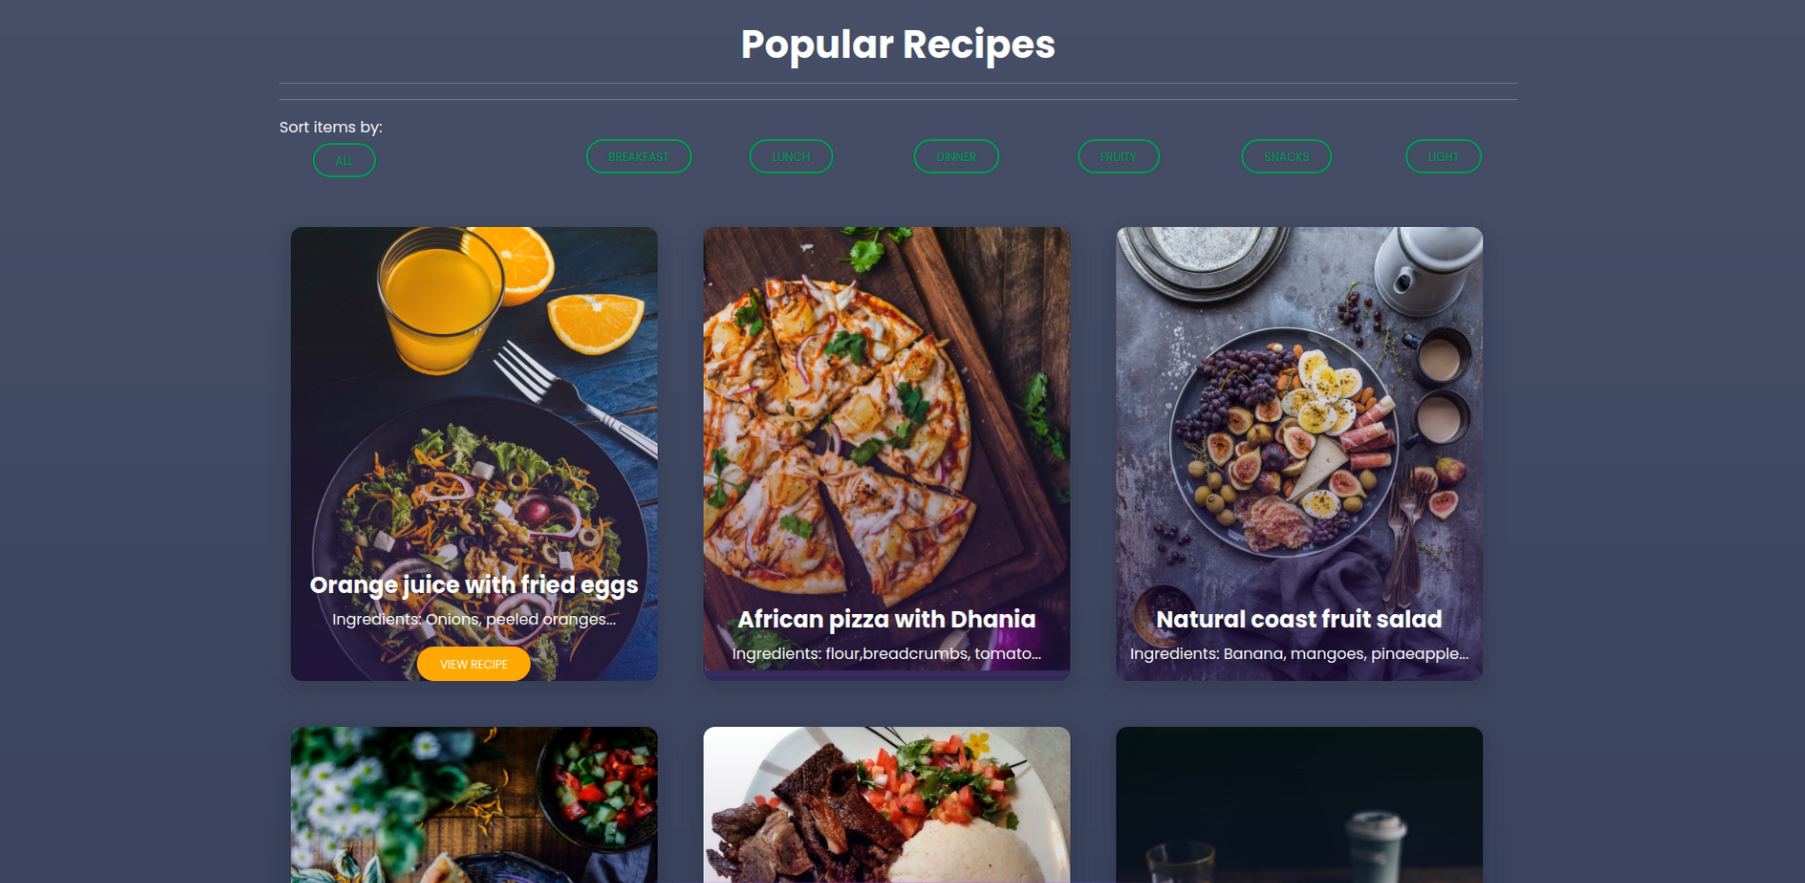 Popular Recipes
Sort items by:
ALL
BREAKFAST
LUNCH
DINNER
FRUITY
SNACKS
LIGHT
Orange juice with fried eggs
Ingredients: Onions, peeled oranges...
VIEW RECIPE
African pizza with Dhania
Ingredients: flour,breadcrumbs, tomato...
Natural coast fruit salad
Ingredients: Banana, mangoes, pinaeapple...